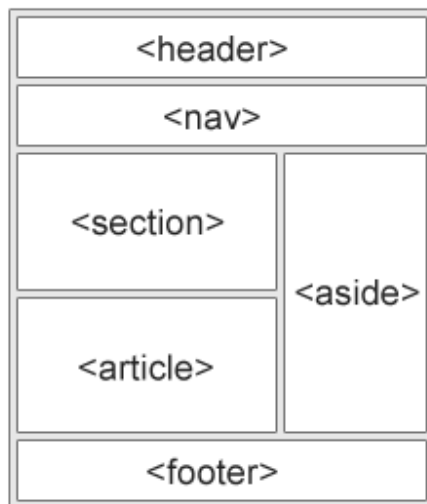 <header>
<nav>
<section>
<aside>
<article>
<footer>